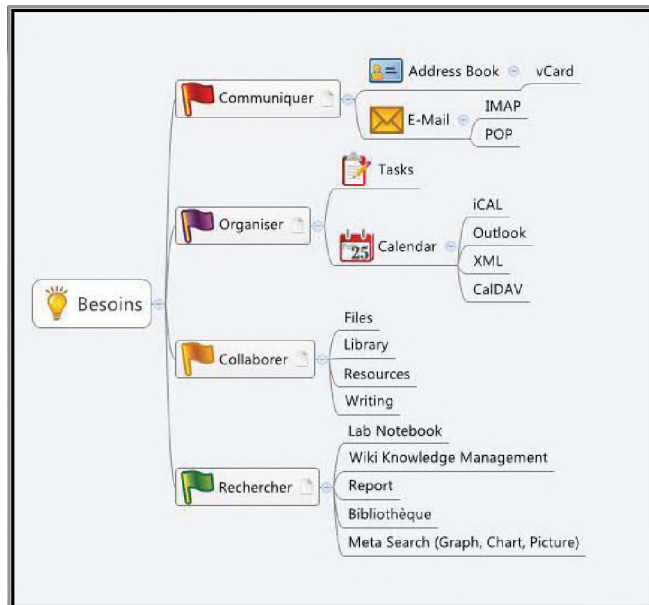 Besoins
Communiquer
Address Book
vCard
E-Mail
IMAP
POP
Organiser
Tasks
25
Calendar
iCAL
Outlook
XML
CalDAV
Collaborer
Files
Library
Resources
Writing
Rechercher
Lab Notebook
Wiki Knowledge Management
Report
Bibliothèque
Meta Search (Graph, Chart, Picture)